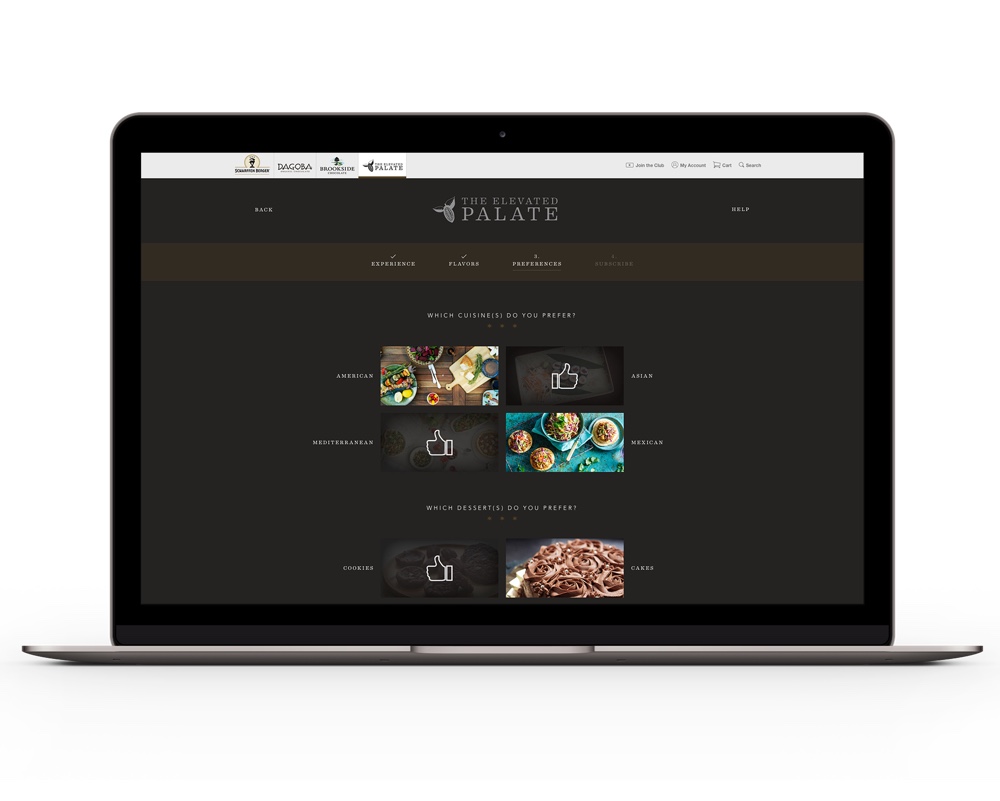 SCHARFFEN BERGER
DAGOBA
BROOKSIDE
CHOCOLATE
THE ELEVATED
PALATE
Join the Club
My Account
Cart
Search
BACK
THE ELEVATED
PALATE
HELP
EXPERIENCE
FLAVORS
3.
PREFERENCES
SUBSCRIBE
WHICH CUISINE(S) DO YOU PREFER?
AMERICAN
ASIAN
MEDITERRANEAN
MEXICAN
WHICH DESSERT(S) DO YOU PREFER?
COOKIES
CAKES